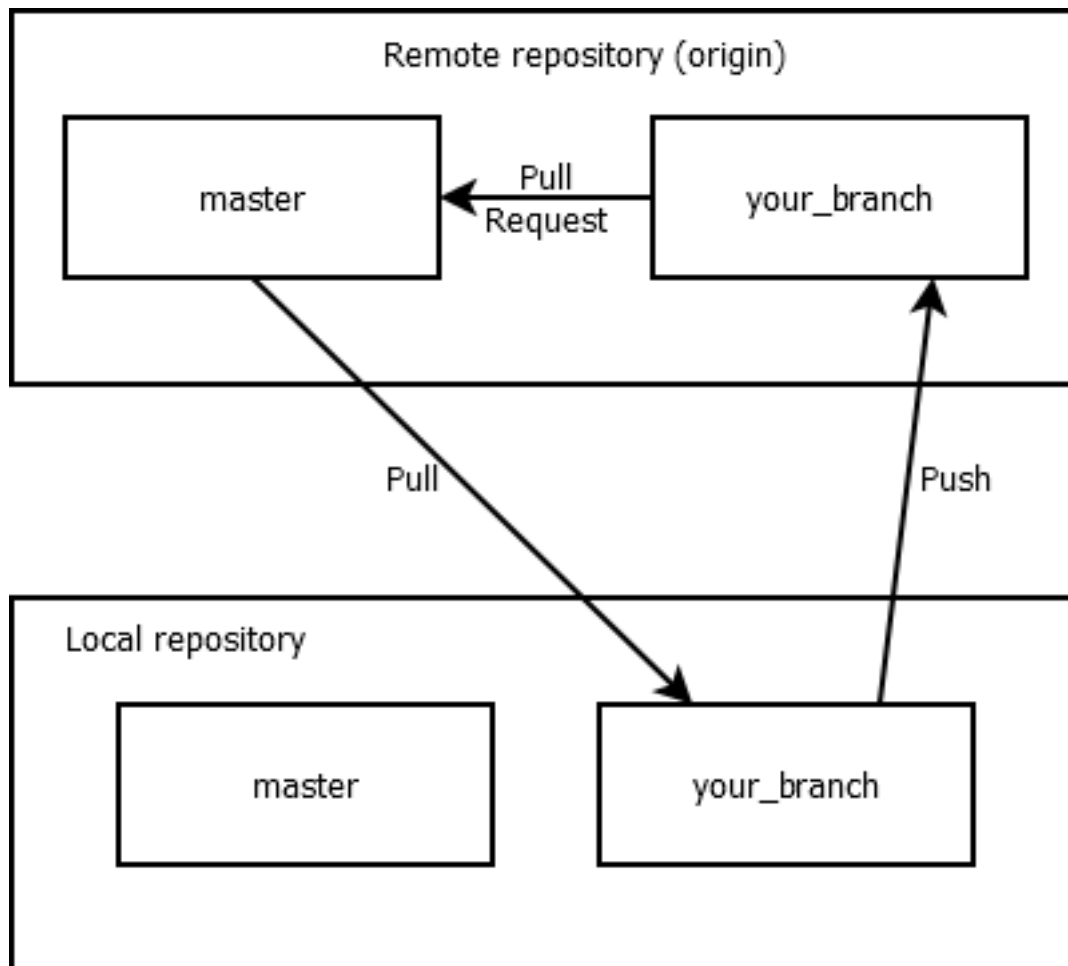 Remote repository (origin)
master
Pull
Request
your_branch
Pull
Push
Local repository
master
your_branch